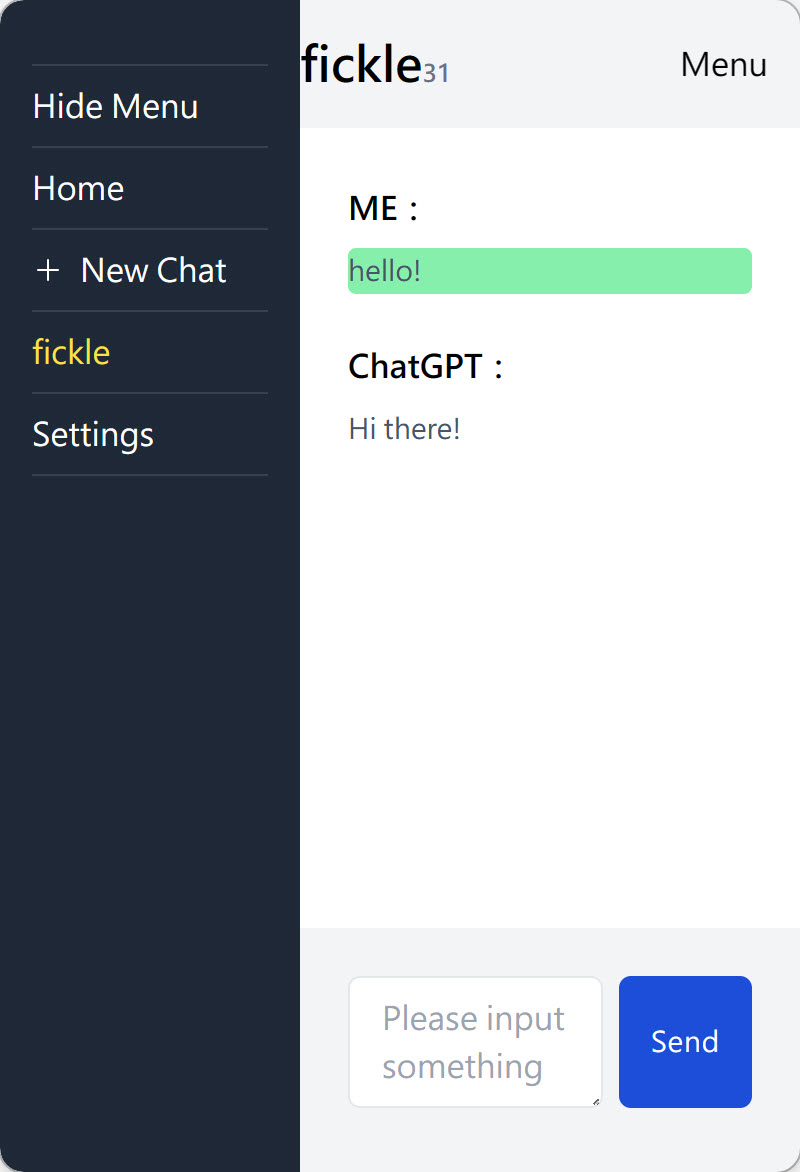 Hide Menu
Home
+ New Chat
fickle
Settings
fickle31
Menu
ME：
hello!
ChatGPT：
Hi there!
Please input
something
Send